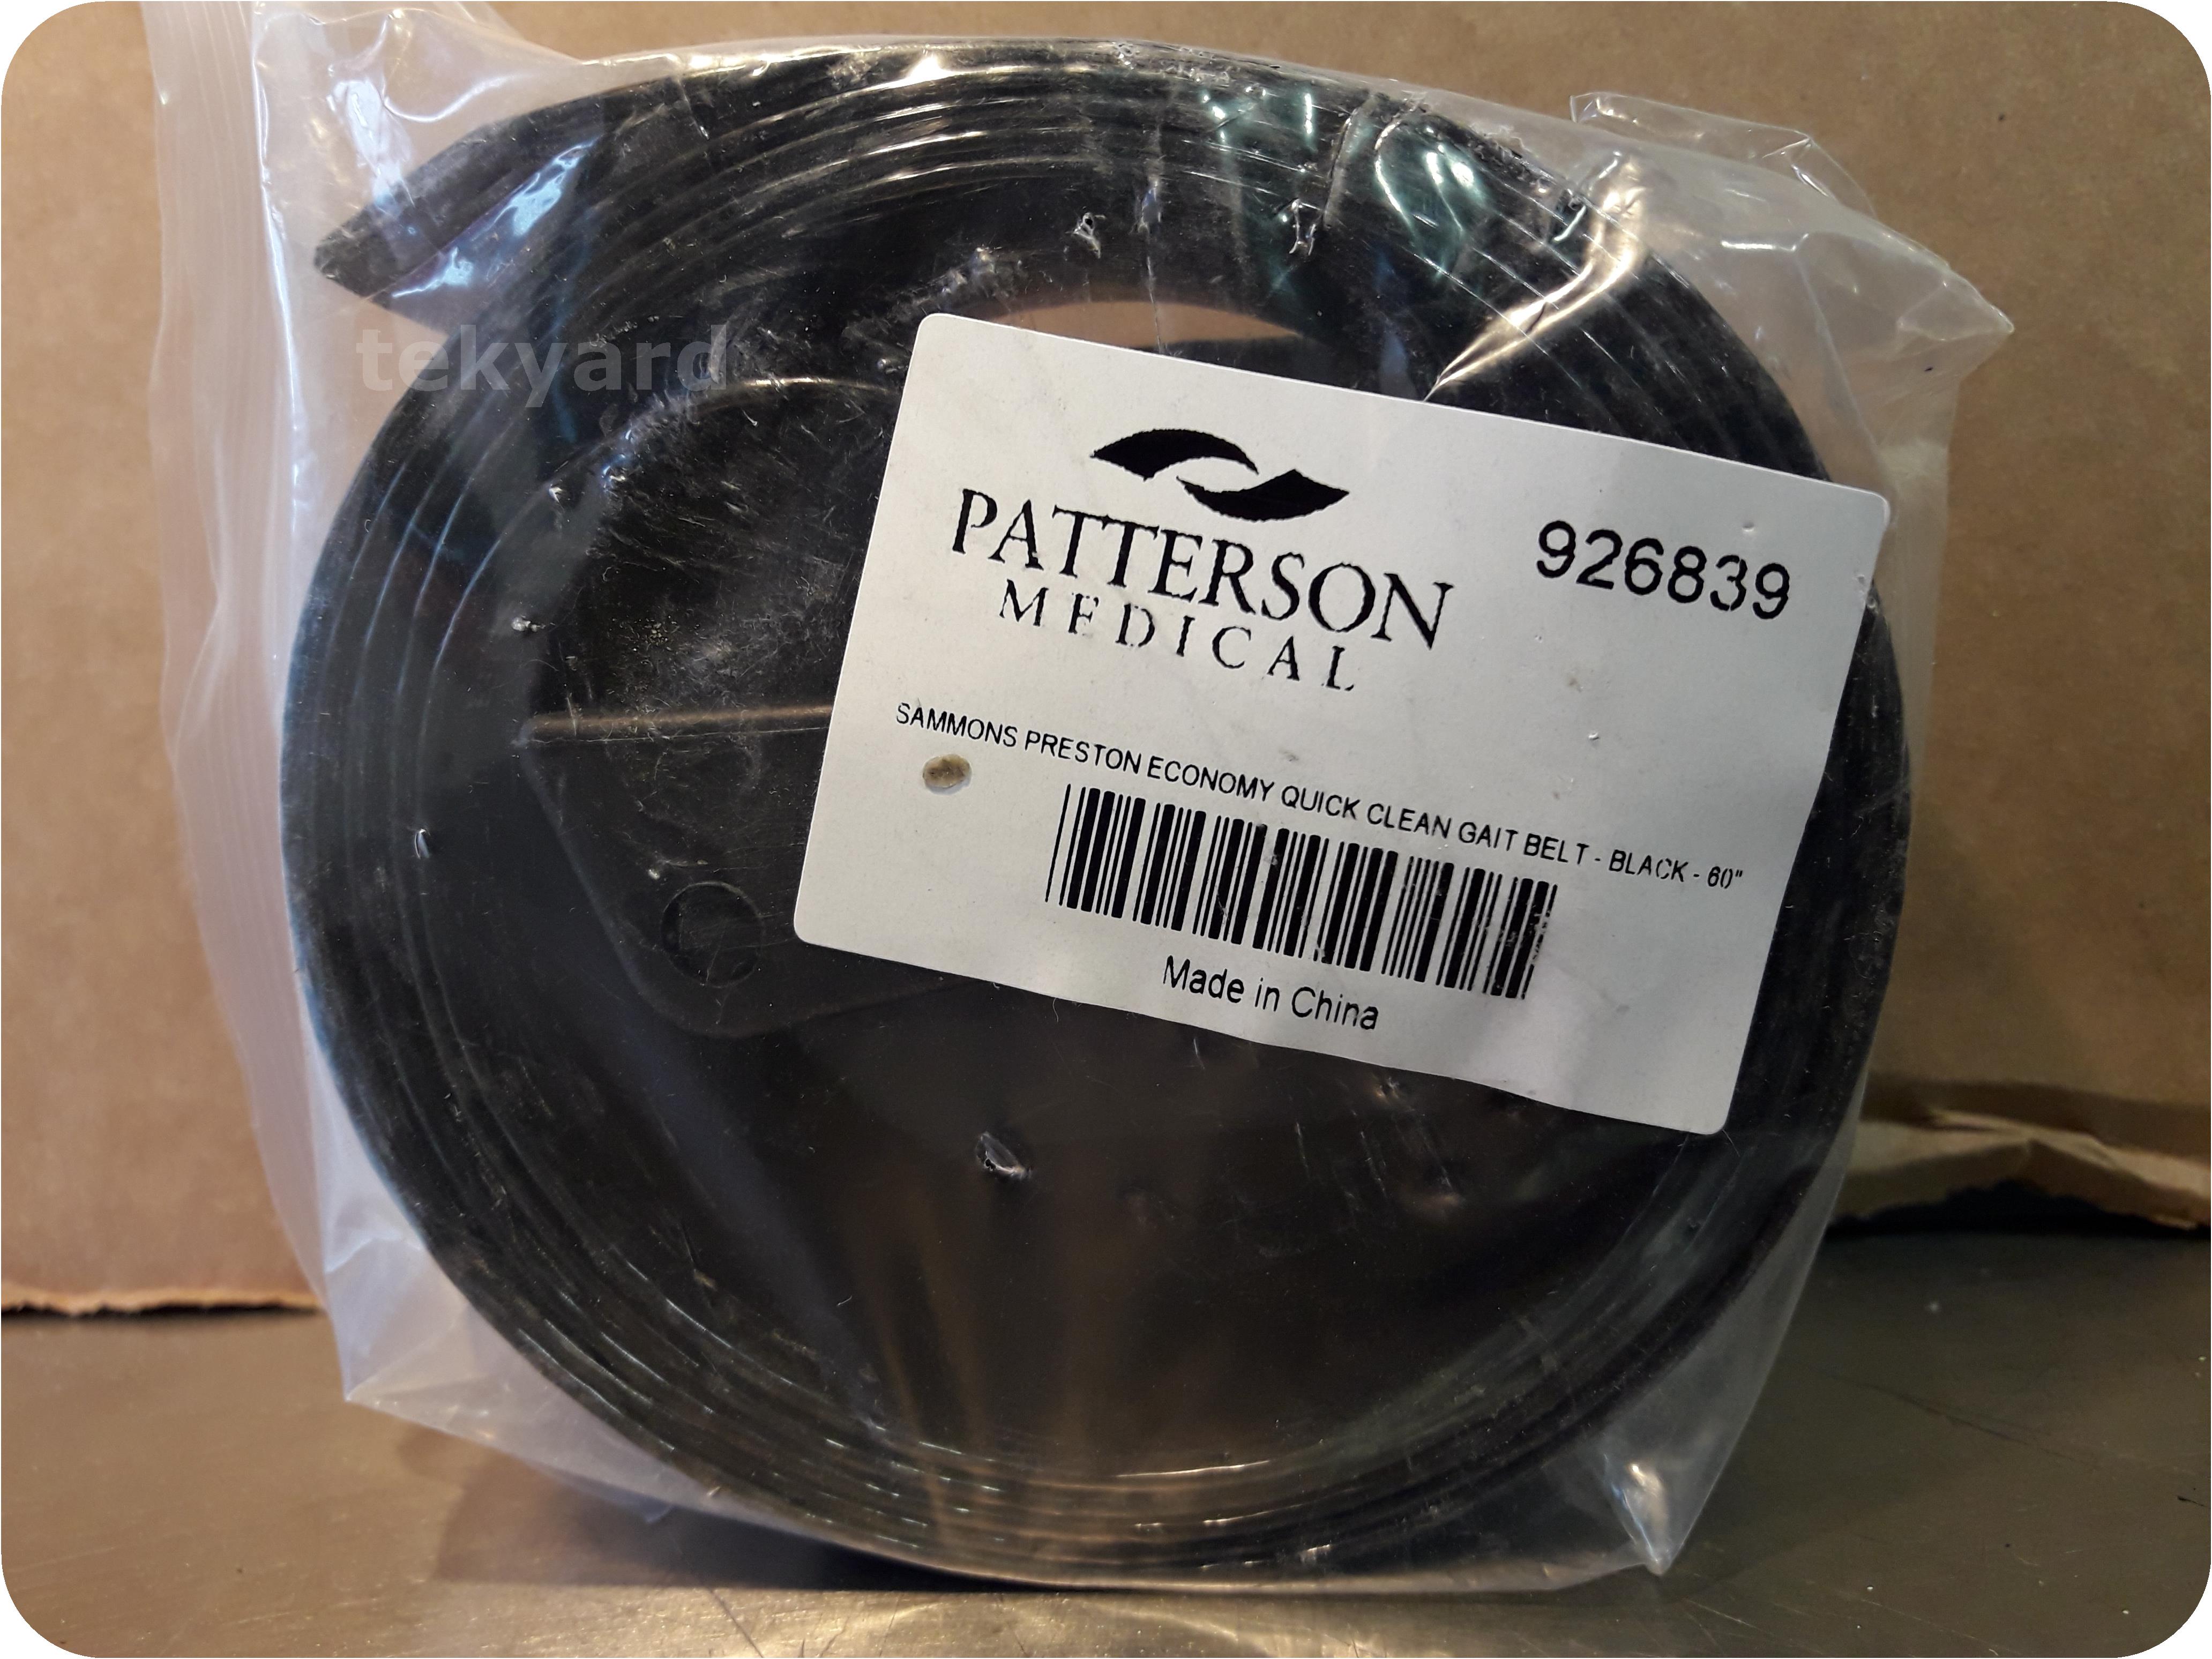 tekyard
PATTERSON
MEDICAL
926839
SAMMONS PRESTON ECONOMY QUICK CLEAN GAIT BELT - BLACK - 60"
Made in China